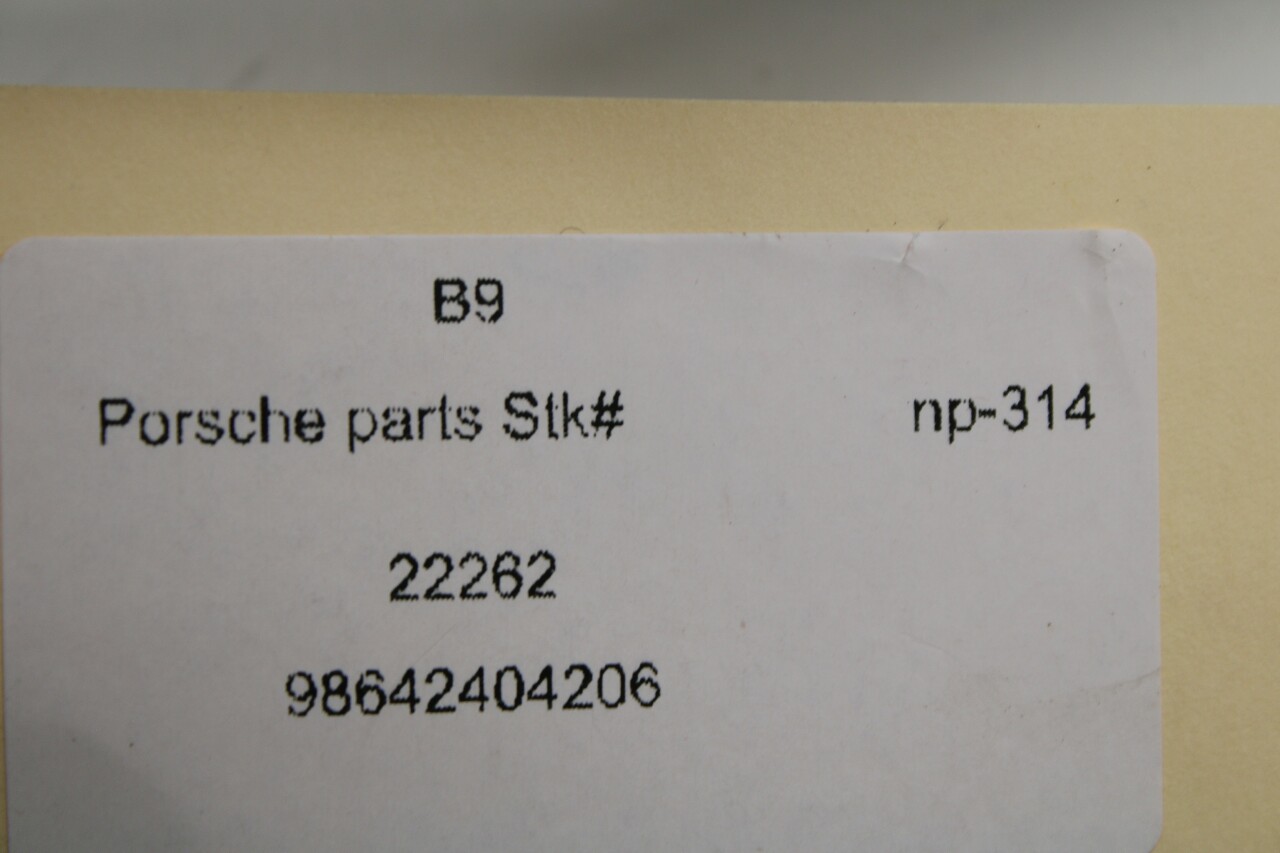 B9
Porsche parts Stk# np-314
22262
98642404206